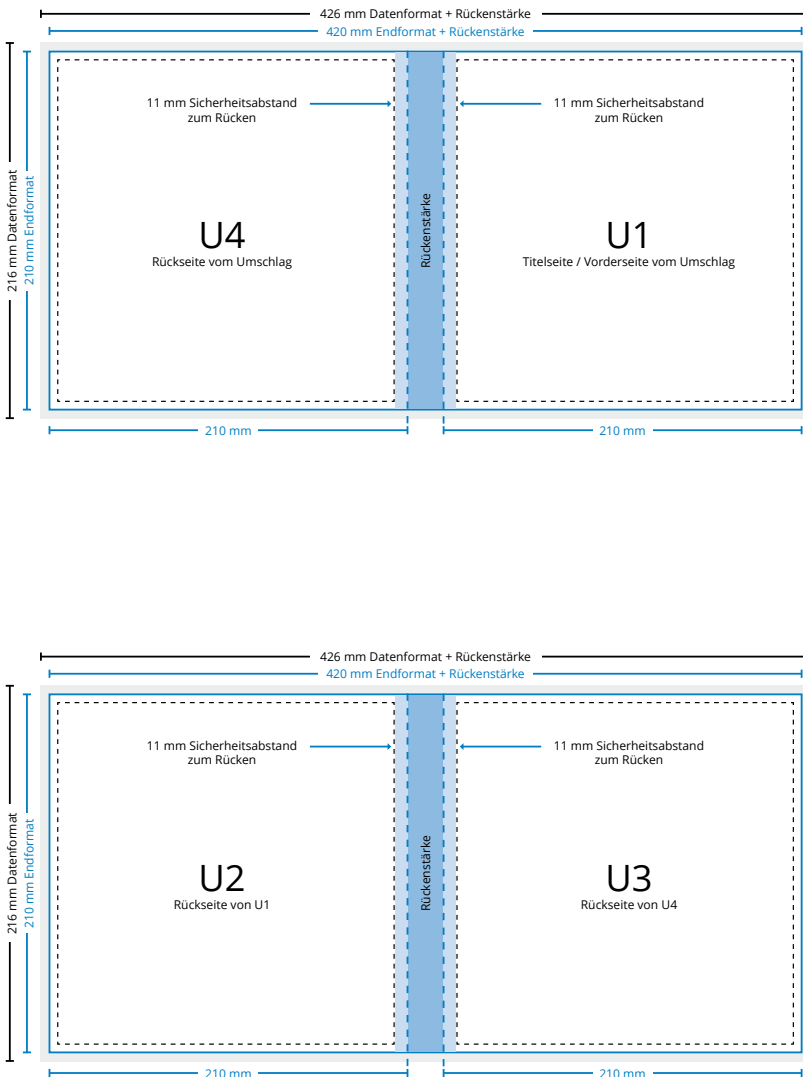 426 mm Datenformat + Rückenstärke
420 mm Endformat + Rückenstärke
11 mm Sicherheitsabstand
zum Rücken
11 mm Sicherheitsabstand
zum Rücken
216 mm Datenformat
210 mm Endformat
U4
Rückseite vom Umschlag
Rückenstärke
U1
Titelseite / Vorderseite vom Umschlag
210 mm
210 mm
426 mm Datenformat + Rückenstärke
420 mm Endformat + Rückenstärke
11 mm Sicherheitsabstand
zum Rücken
11 mm Sicherheitsabstand
zum Rücken
216 mm Datenformat
210 mm Endformat
U2
Rückseite von U1
Rückenstärke
U3
Rückseite von U4
210 mm
210 mm